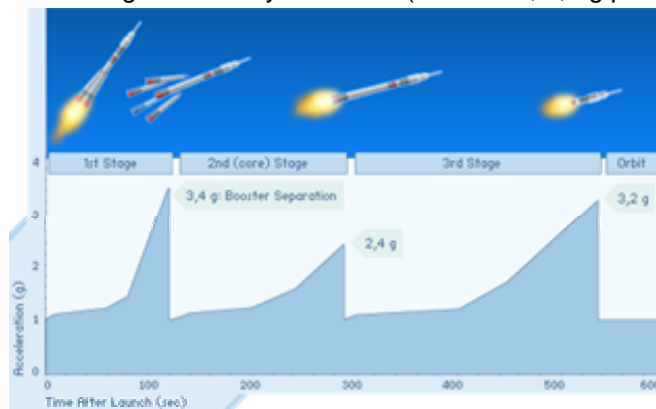 1st Stage
2nd (core) Stage
3rd Stage
Orbit
4
3,4 g: Booster Separation
3,2 g
3
2,4 g
2
1
0
Acceleration (g)
0
100
200
300
400
500
600
Time After Launch (sec)